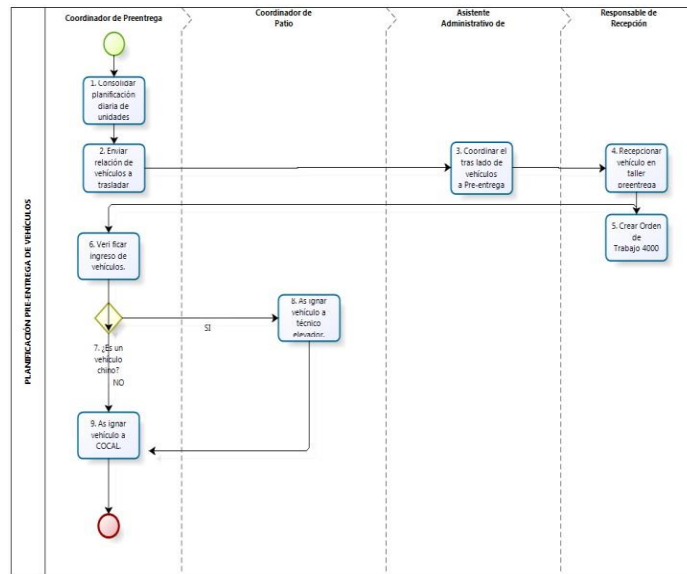 Coordinador de Preentrega
Coordinador de
Patio
Asistente
Administrativo de
Responsable de
Recepción
PLANIFICACIÓN PRE-ENTREGA DE VEHÍCULOS
1. Consolidar
planificación
diaria de
unidades
2. Enviar
relación de
vehículos a
trasladar
3. Coordinar el
tras lado de
vehículos
a Pre-entrega
4. Recepcionar
vehículo en
taller
preentrega
5. Crear Orden
de
Trabajo 4000
6. Veri ficar
ingreso de
vehículos.
7. ¿Es un
vehículo
chino?
SI
NO
8. As ignar
vehículo a
técnico
elevador.
9. As ignar
vehículo a
COCAL.